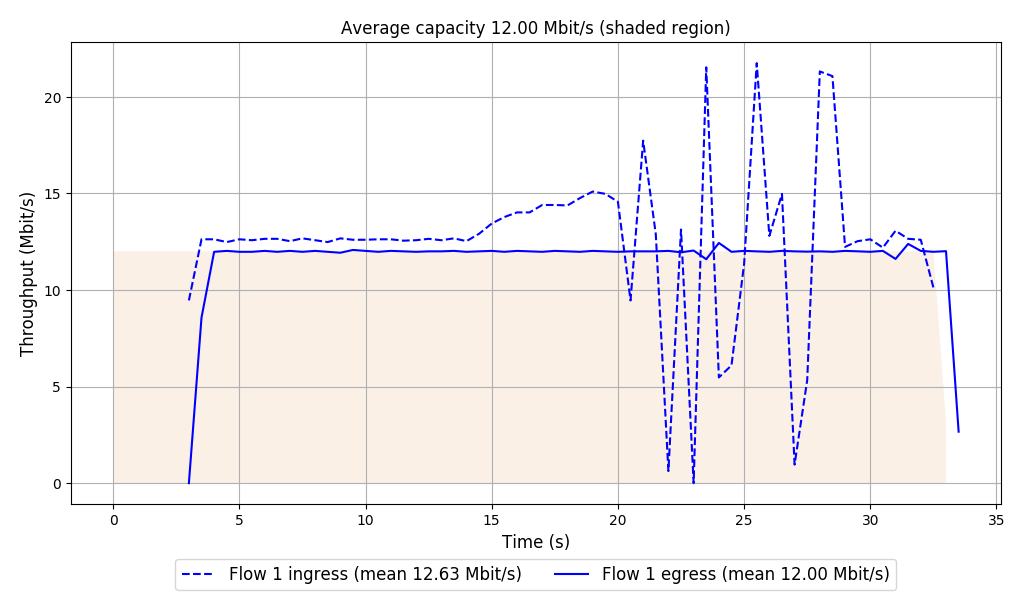 Average capacity 12.00 Mbit/s (shaded region)
Throughput (Mbit/s)
20
15
10
5
0
0 5 10 15 20 25 30 35
Time (s)
Flow 1 ingress (mean 12.63 Mbit/s) Flow 1 egress (mean 12.00 Mbit/s)